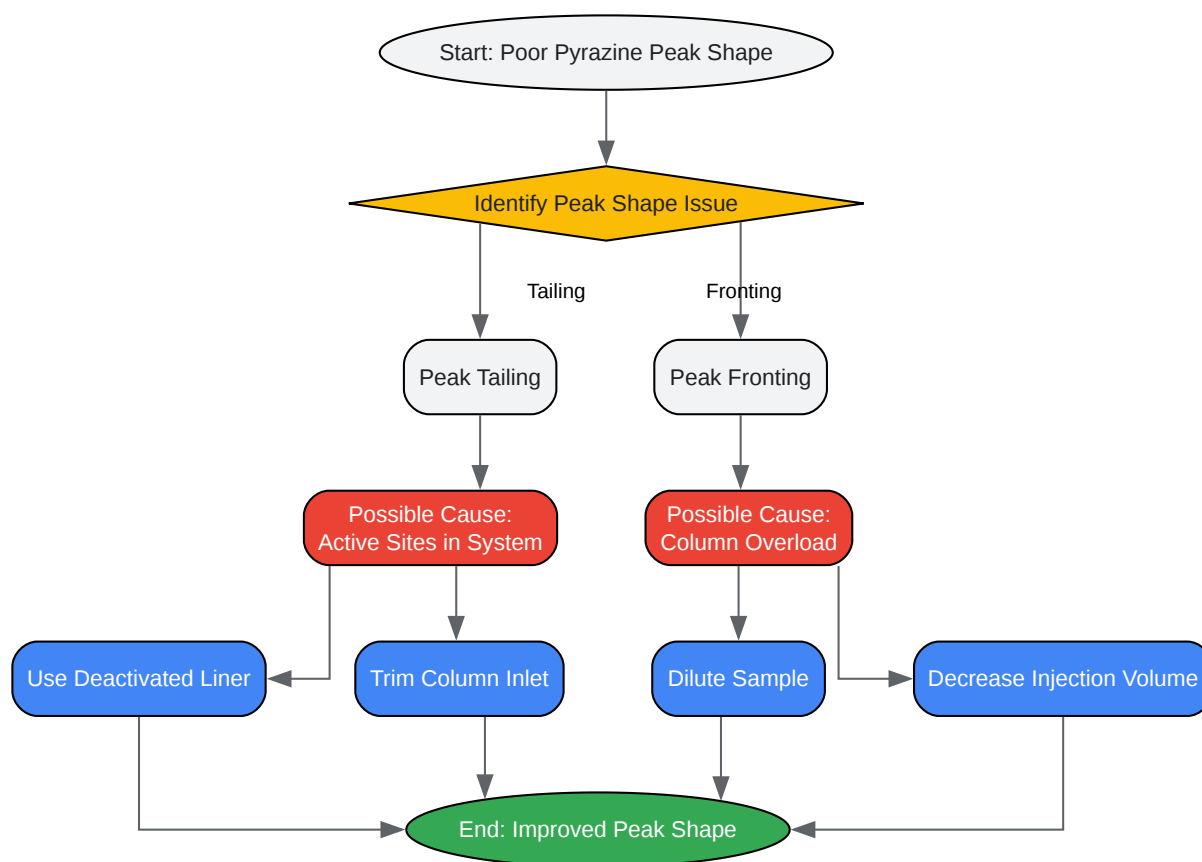 Start: Poor Pyrazine Peak Shape
Identify Peak Shape Issue
Tailing
Fronting
Peak Tailing
Peak Fronting
Possible Cause:
Active Sites in System
Possible Cause:
Column Overload
Use Deactivated Liner
Trim Column Inlet
Dilute Sample
Decrease Injection Volume
End: Improved Peak Shape